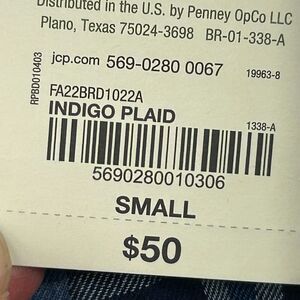 Distributed in the U.S. by Penney OpCo LLC
Plano, Texas 75024-3698 BR-01-338-A
RPBD010403
jcp.com 569-0280 0067 19963-8
FA22BRD1022A
INDIGO PLAID 1338-A
5690280010306
SMALL
$50